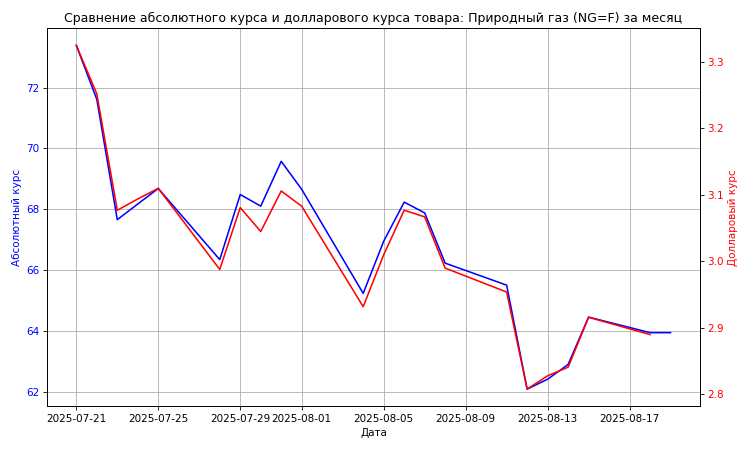 Сравнение абсолютного курса и долларового курса товара: Природный газ (NG=F) за месяц
72
70
68
66
64
62
Абсолютный курс
3.3
3.2
3.1
3.0
2.9
2.8
Долларовый курс
2025-07-21 2025-07-25 2025-07-29 2025-08-01 2025-08-05 2025-08-09 2025-08-13 2025-08-17
Дата